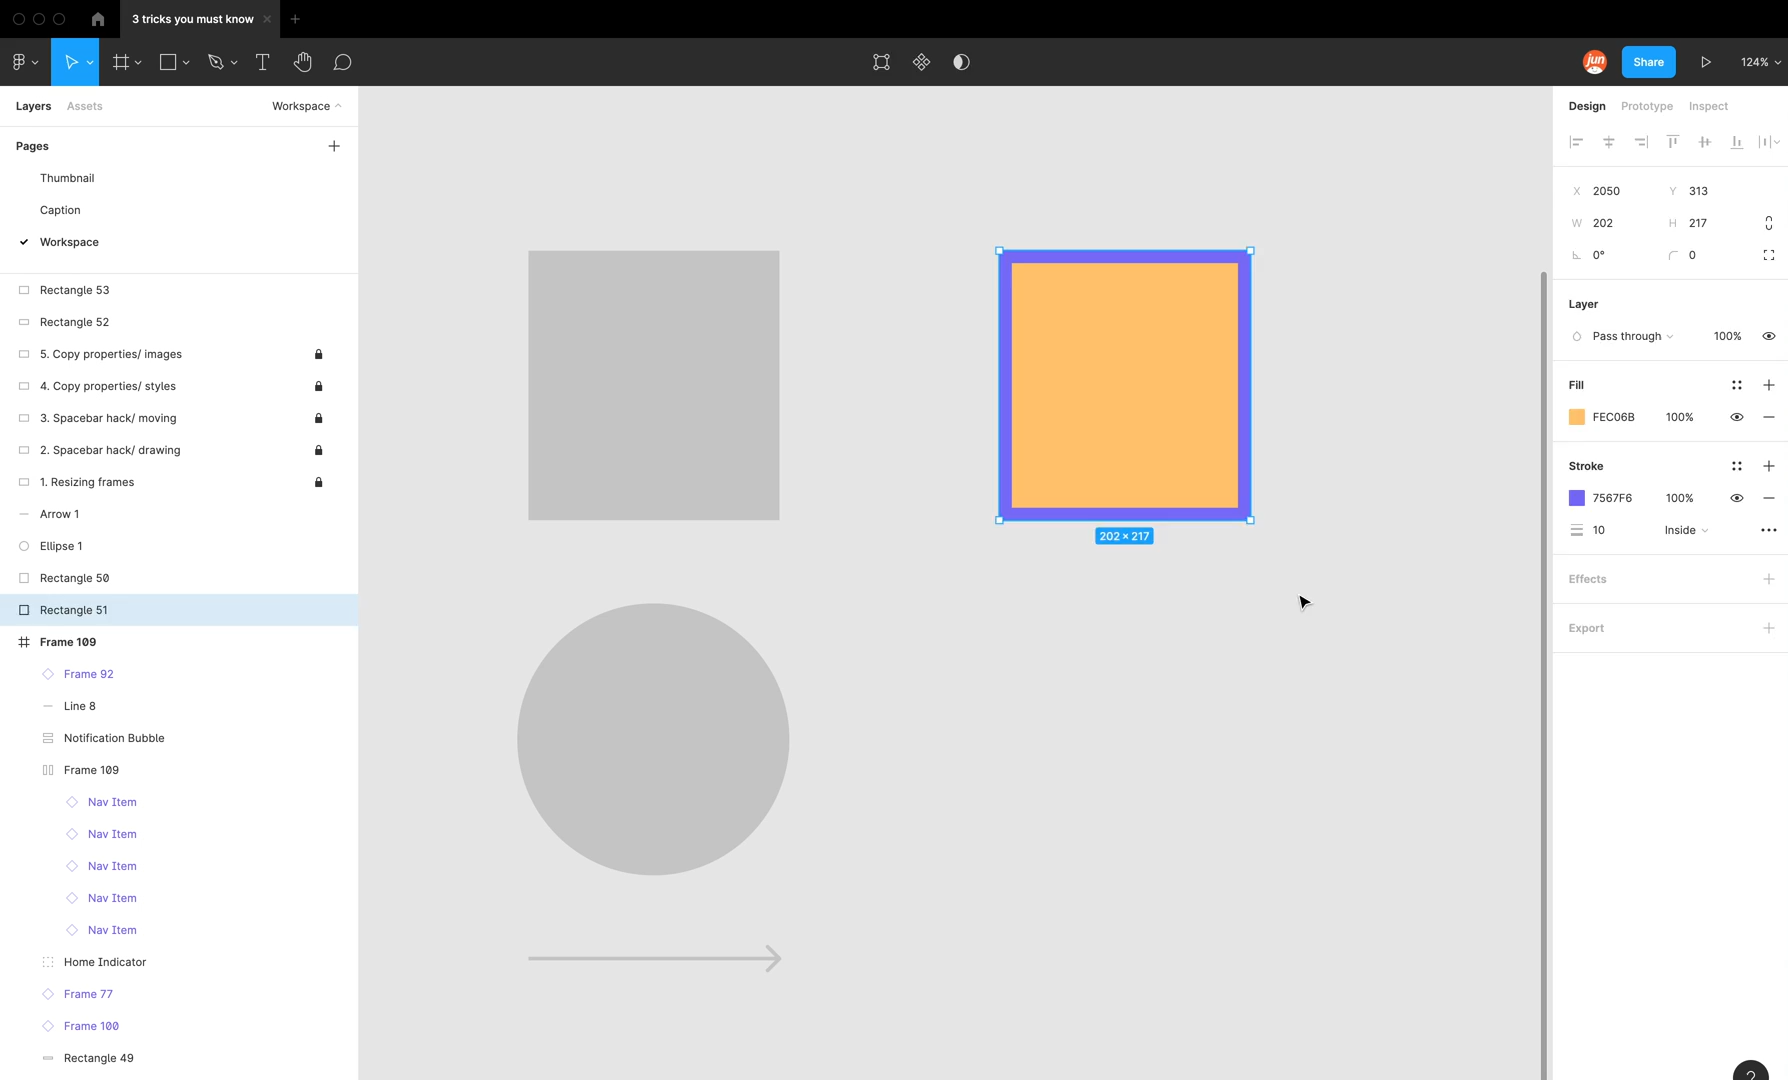 3 tricks you must know
jun
Share
124%
Layers
Assets
Workspace
Pages
Thumbnail
Caption
Workspace
Rectangle 53
Rectangle 52
5. Copy properties/ images
4. Copy properties/ styles
3. Spacebar hack/ moving
2. Spacebar hack/ drawing
1. Resizing frames
Arrow 1
Ellipse 1
Rectangle 50
Rectangle 51
Frame 109
Frame 92
Line 8
Notification Bubble
Frame 109
Nav Item
Nav Item
Nav Item
Nav Item
Nav Item
Home Indicator
Frame 77
Frame 100
Rectangle 49
202 × 217
Design
Prototype
Inspect
X 2050 Y 313
W 202 H 217
0° 0
Layer
Pass through 100%
Fill
FEC06B 100%
Stroke
7567F6 100%
10 Inside
Effects
Export
?